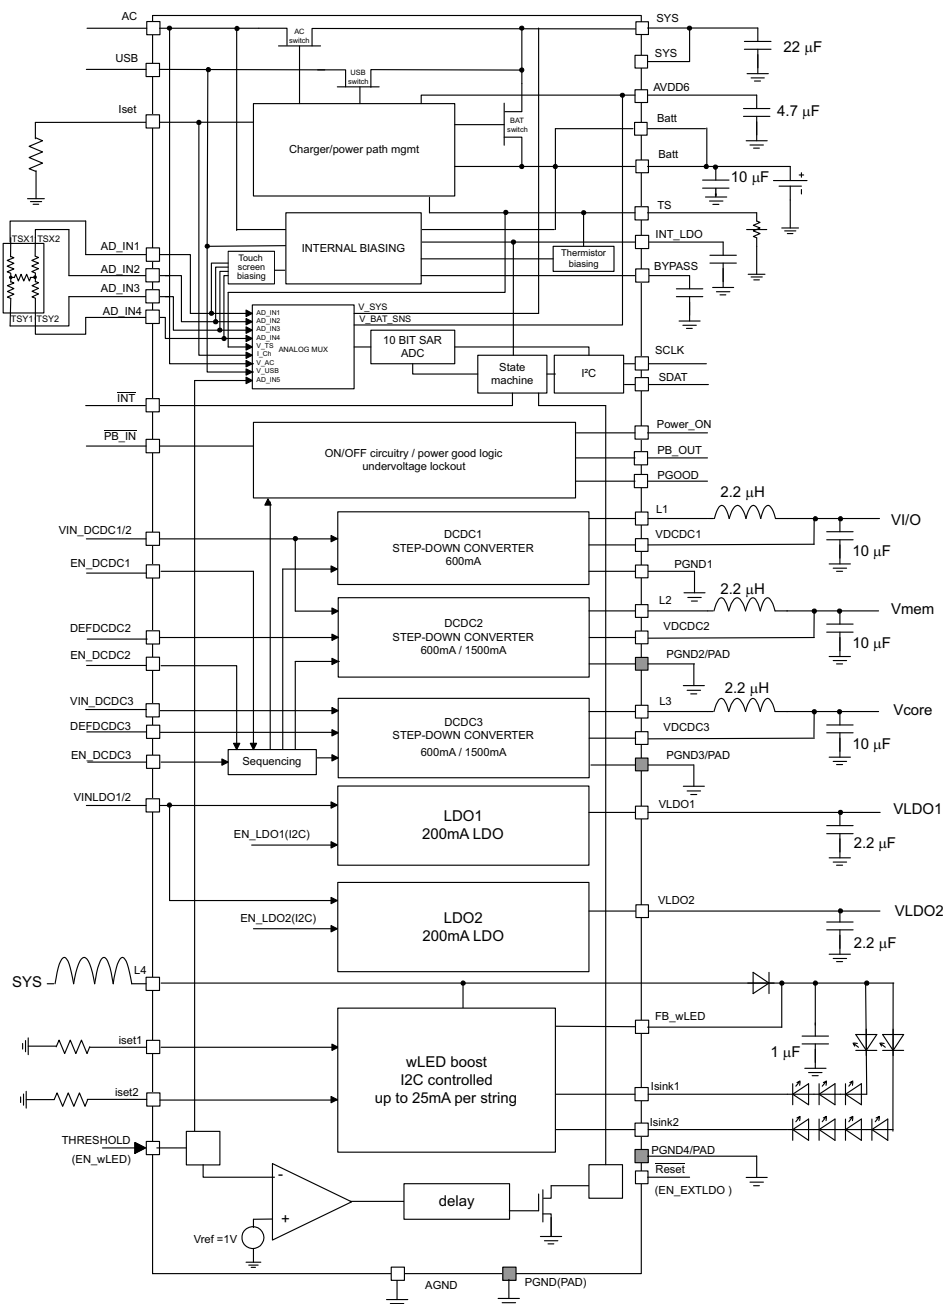 AC
AC
switch
SYS
22 μF
SYS
USB
USB
switch
AVDD6
4.7 μF
Iset
BAT
switch
Batt
Charger/power path mgmt
Batt
10 μF
+
TS
TSX1
TSX2
AD_IN1
INTERNAL BIASING
INT_LDO
Touch
screen
biasing
Thermistor
biasing
AD_IN2
BYPASS
AD_IN3
TSY1
TSY2
AD_IN4
AD_IN1
AD_IN2
AD_IN3
AD_IN4
V_TS
I_Ch
V_AC
V_USB
AD_IN5
ANALOG MUX
V_SYS
V_BAT_SNS
10 BIT SAR
ADC
State
machine
I²C
SCLK
SDAT
INT
PB_IN
ON/OFF circuitry / power good logic
undervoltage lockout
Power_ON
PB_OUT
PGOOD
2.2 μH
VIN_DCDC1/2
DCDC1
STEP-DOWN CONVERTER
600mA
L1
VI/O
VDCDC1
10 μF
EN_DCDC1
PGND1
2.2 μH
DCDC2
STEP-DOWN CONVERTER
600mA / 1500mA
L2
Vmem
DEFDCDC2
VDCDC2
10 μF
EN_DCDC2
PGND2/PAD
2.2 μH
VIN_DCDC3
DCDC3
STEP-DOWN CONVERTER
600mA / 1500mA
L3
Vcore
DEFDCDC3
VDCDC3
10 μF
EN_DCDC3
Sequencing
PGND3/PAD
VINLDO1/2
LDO1
200mA LDO
VLDO1
VLDO1
EN_LDO1(I2C)
2.2 μF
LDO2
200mA LDO
VLDO2
VLDO2
EN_LDO2(I2C)
2.2 μF
SYS
L4
FB_wLED
iset1
wLED boost
I2C controlled
up to 25mA per string
1 μF
iset2
Isink1
Isink2
THRESHOLD
(EN_wLED)
PGND4/PAD
Reset
(EN_EXTLDO )
-
+
delay
Vref =1V
AGND
PGND(PAD)